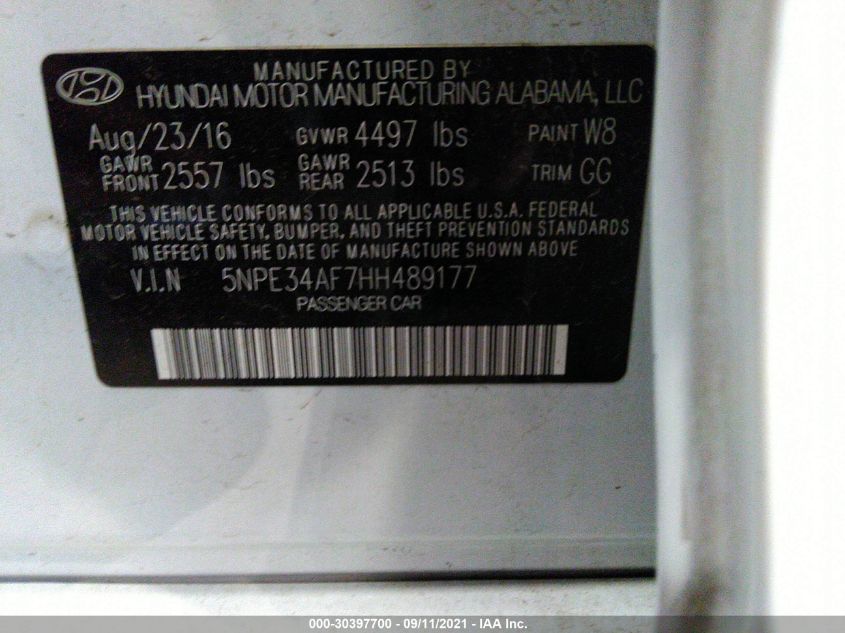 MANUFACTURED BY
HYUNDAI MOTOR MANUFACTURING ALABAMA, LLC
Aug/23/16 GVWR 4497 lbs PAINT W8
GAWR FRONT 2557 lbs GAWR REAR 2513 lbs TRIM GG
THIS VEHICLE CONFORMS TO ALL APPLICABLE U.S.A. FEDERAL
MOTOR VEHICLE SAFETY, BUMPER, AND THEFT PREVENTION STANDARDS
IN EFFECT ON THE DATE OF MANUFACTURE SHOWN ABOVE
V.I.N 5NPE34AF7HH489177
PASSENGER CAR
000-30397700 - 09/11/2021 - IAA Inc.